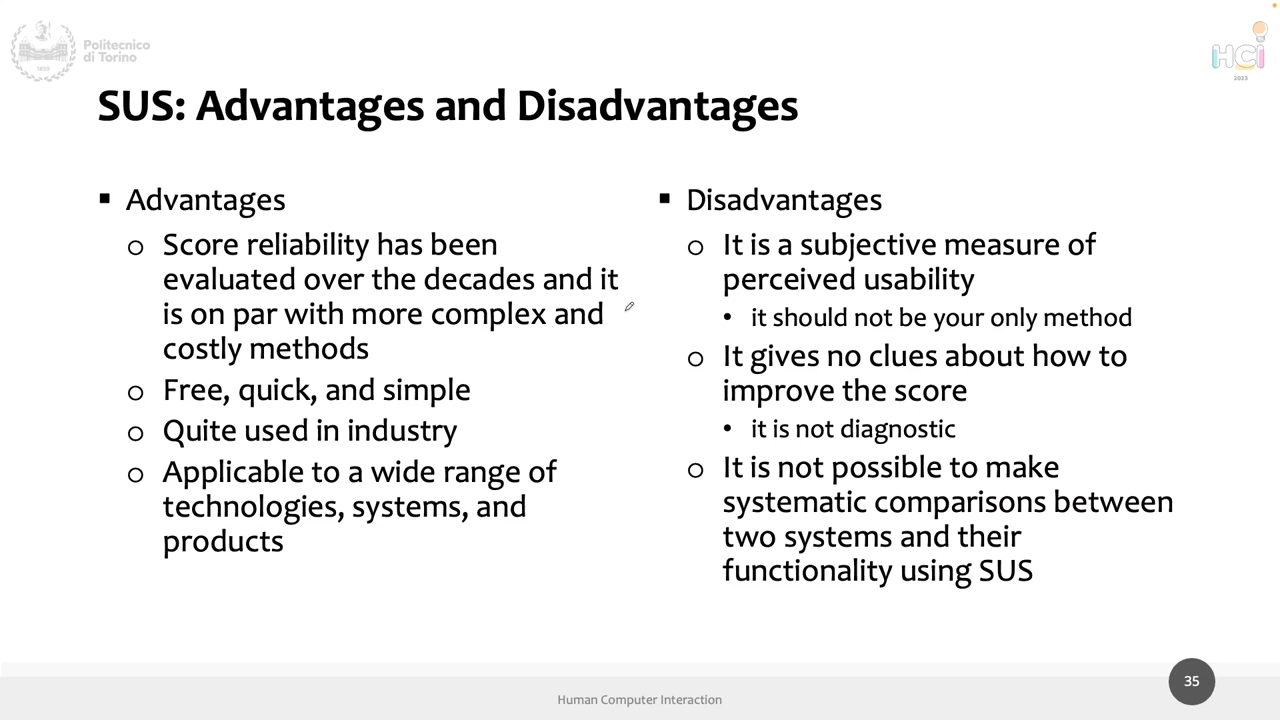 Politecnico
di Torino
1859
HCI
2023
SUS: Advantages and Disadvantages
▪ Advantages
o Score reliability has been
evaluated over the decades and it
is on par with more complex and
costly methods
o Free, quick, and simple
o Quite used in industry
o Applicable to a wide range of
technologies, systems, and
products
▪ Disadvantages
o It is a subjective measure of
perceived usability
• it should not be your only method
o It gives no clues about how to
improve the score
• it is not diagnostic
o It is not possible to make
systematic comparisons between
two systems and their
functionality using SUS
Human Computer Interaction
35